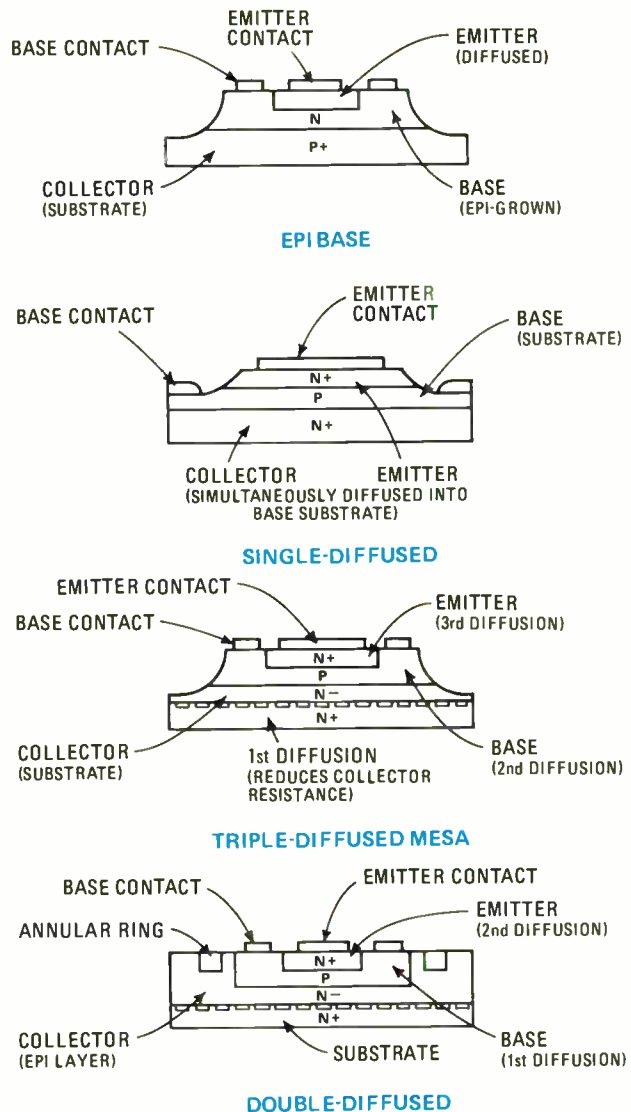 EMITTER
CONTACT
BASE CONTACT
EMITTER
(DIFFUSED)
N
P+
COLLECTOR
(SUBSTRATE)
BASE
(EPI-GROWN)
EPI BASE
EMITTER
CONTACT
BASE CONTACT
BASE
(SUBSTRATE)
N+
P
N+
COLLECTOR EMITTER
(SIMULTANEOUSLY DIFFUSED INTO
BASE SUBSTRATE)
SINGLE-DIFFUSED
EMITTER CONTACT
BASE CONTACT
EMITTER
(3rd DIFFUSION)
N+
P
N-
N+
COLLECTOR
(SUBSTRATE)
1st DIFFUSION
(REDUCES COLLECTOR
RESISTANCE)
BASE
(2nd DIFFUSION)
TRIPLE-DIFFUSED MESA
BASE CONTACT
EMITTER CONTACT
ANNULAR RING
EMITTER
(2nd DIFFUSION)
N+
P
N-
N+
COLLECTOR
(EPI LAYER)
SUBSTRATE
BASE
(1st DIFFUSION)
DOUBLE-DIFFUSED